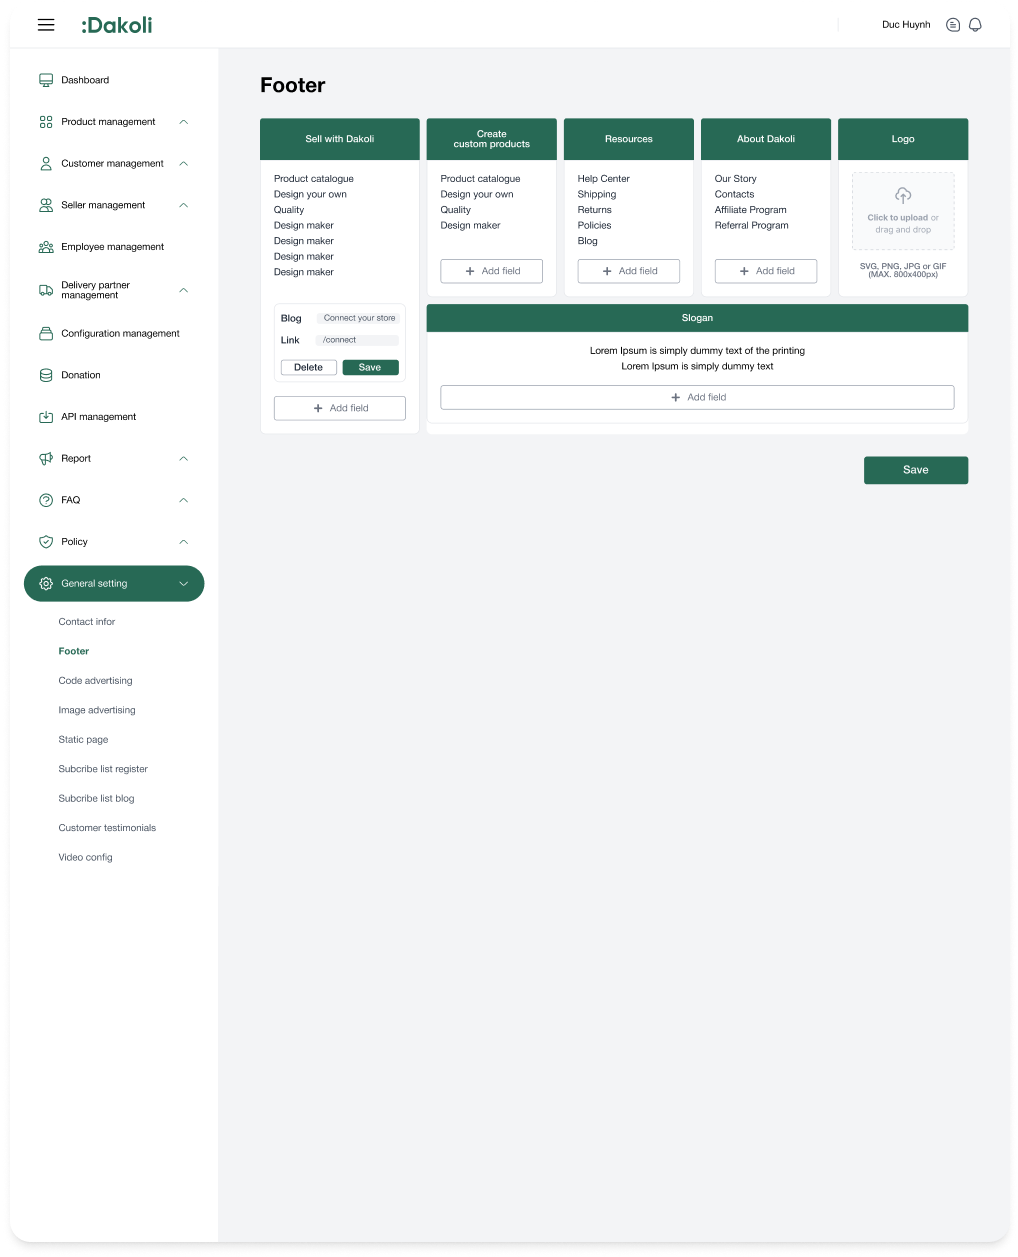 :Dakoli
Duc Huynh
Dashboard
Product management
Customer management
Seller management
Employee management
Delivery partner
management
Configuration management
Donation
API management
Report
FAQ
Policy
General setting
Contact infor
Footer
Code advertising
Image advertising
Static page
Subcribe list register
Subcribe list blog
Customer testimonials
Video config
Footer
Sell with Dakoli
Product catalogue
Design your own
Quality
Design maker
Design maker
Design maker
Design maker
Blog Connect your store
Link /connect
Delete Save
+ Add field
Create
custom products
Product catalogue
Design your own
Quality
Design maker
+ Add field
Resources
Help Center
Shipping
Returns
Policies
Blog
+ Add field
About Dakoli
Our Story
Contacts
Affiliate Program
Referral Program
+ Add field
Logo
Click to upload or
drag and drop
SVG, PNG, JPG or GIF
(MAX. 800x400px)
Slogan
Lorem Ipsum is simply dummy text of the printing
Lorem Ipsum is simply dummy text
+ Add field
Save